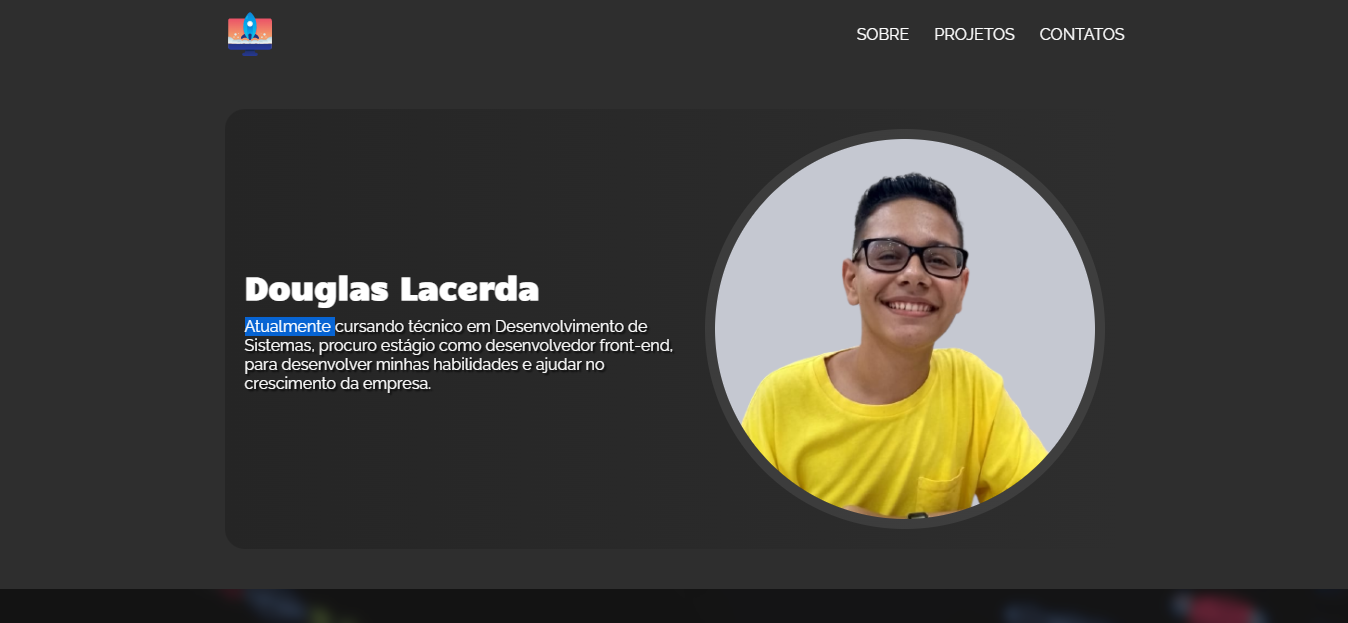 SOBRE PROJETOS CONTATOS
Douglas Lacerda
Atualmente cursando técnico em Desenvolvimento de
Sistemas, procuro estágio como desenvolvedor front-end,
para desenvolver minhas habilidades e ajudar no
crescimento da empresa.